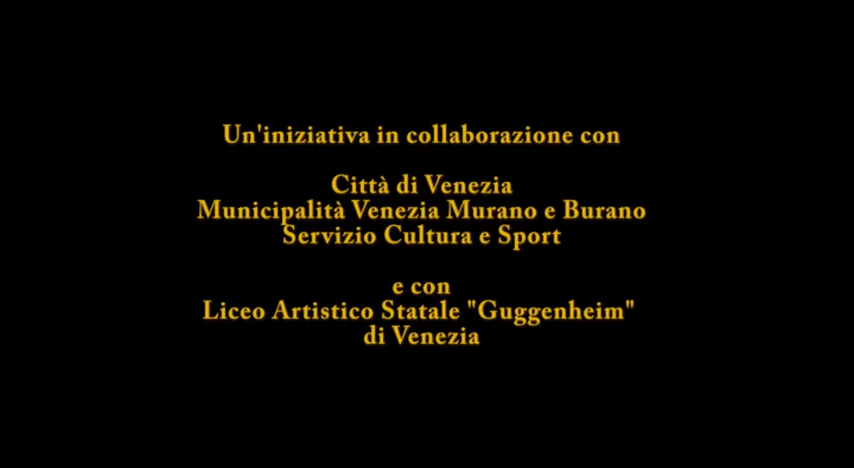 Un'iniziativa in collaborazione con
Città di Venezia
Municipalità Venezia Murano e Burano
Servizio Cultura e Sport
e con
Liceo Artistico Statale "Guggenheim"
di Venezia